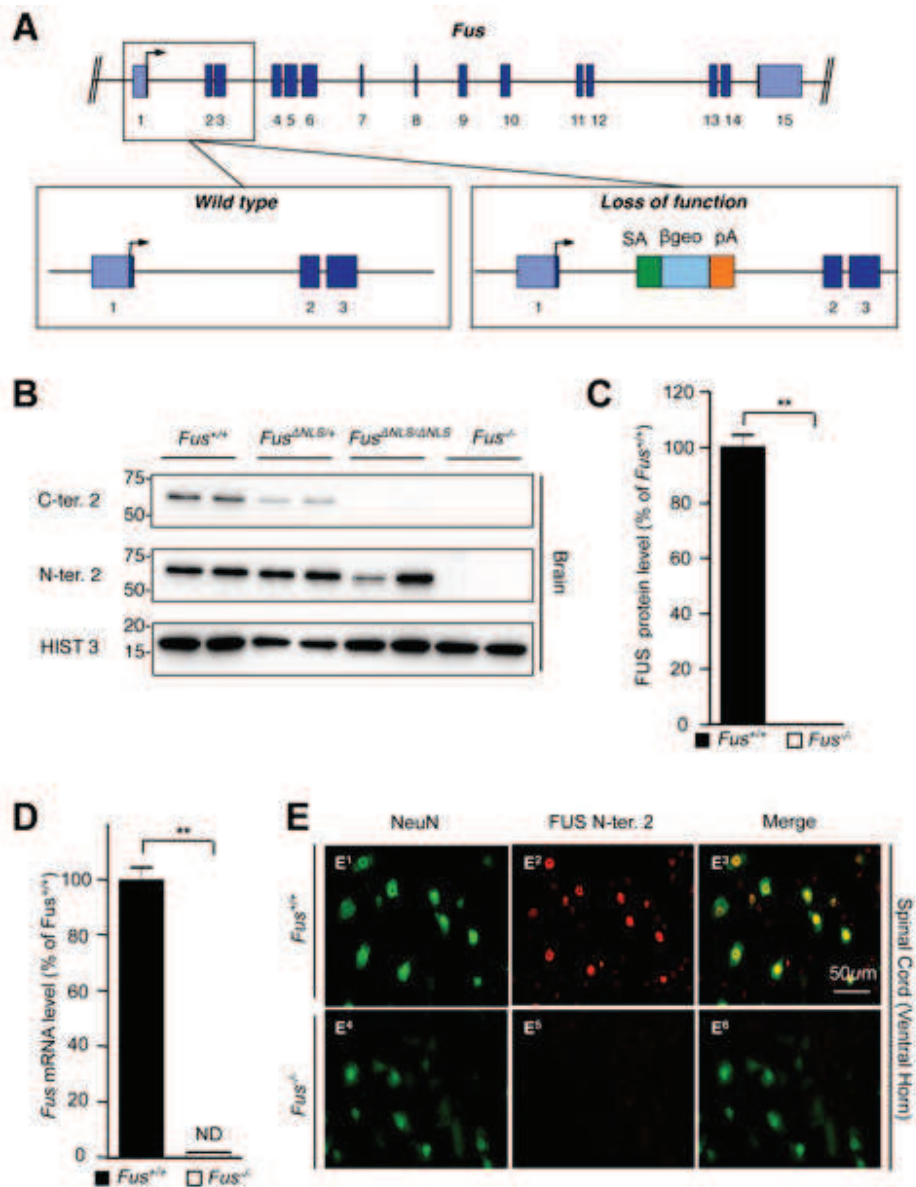 A
Fus
1 2 3 4 5 6 7 8 9 10 11 12 13 14 15
Wild type
1 2 3
Loss of function
SA βgeo pA
1 2 3
B
Fus+/+ FusΔNLS/+ FusΔNLS/ΔNLS Fus-/-
C-ter. 2
75
50
N-ter. 2
75
50
HIST 3
20
15
Brain
C
FUS protein level (% of Fus+/+)
120
100
80
60
40
20
0
**
Fus+/+ Fus-/-
D
Fus mRNA level (% of Fus+/+)
100
80
60
40
20
0
**
ND
Fus+/+ Fus-/-
E
NeuN FUS N-ter. 2 Merge
Fus+/+
E1 E2 E3
50µm
Fus-/-
E4 E5 E6
Spinal Cord (Ventral Horn)